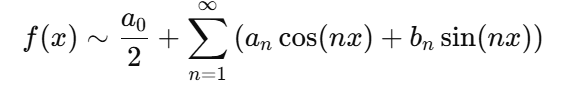 f(x) ∼ a₀/2 + ∑_{n=1}^{∞} (aₙ cos(nx) + bₙ sin(nx))